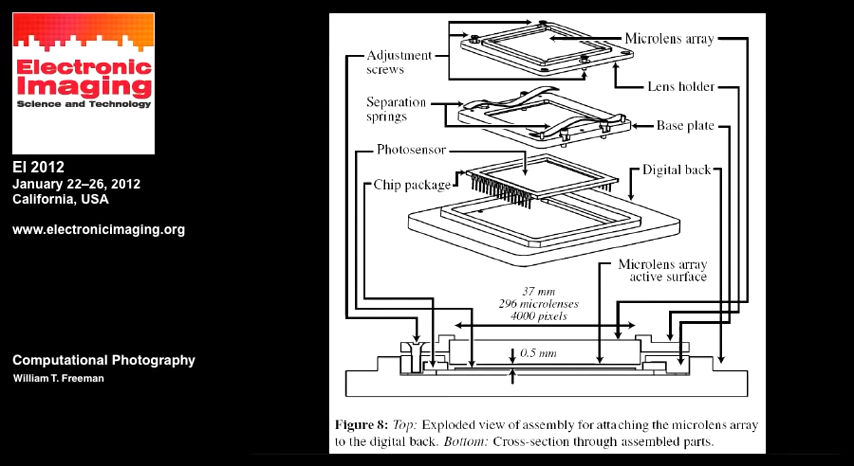 Electronic
Imaging
Science and Technology
EI 2012
January 22–26, 2012
California, USA
www.electronicimaging.org
Computational Photography
William T. Freeman
Microlens array
Adjustment
screws
Lens holder
Separation
springs
Base plate
Photosensor
Digital back
Chip package
Microlens array
active surface
37 mm
296 microlenses
4000 pixels
0.5 mm
Figure 8: Top: Exploded view of assembly for attaching the microlens array
to the digital back. Bottom: Cross-section through assembled parts.